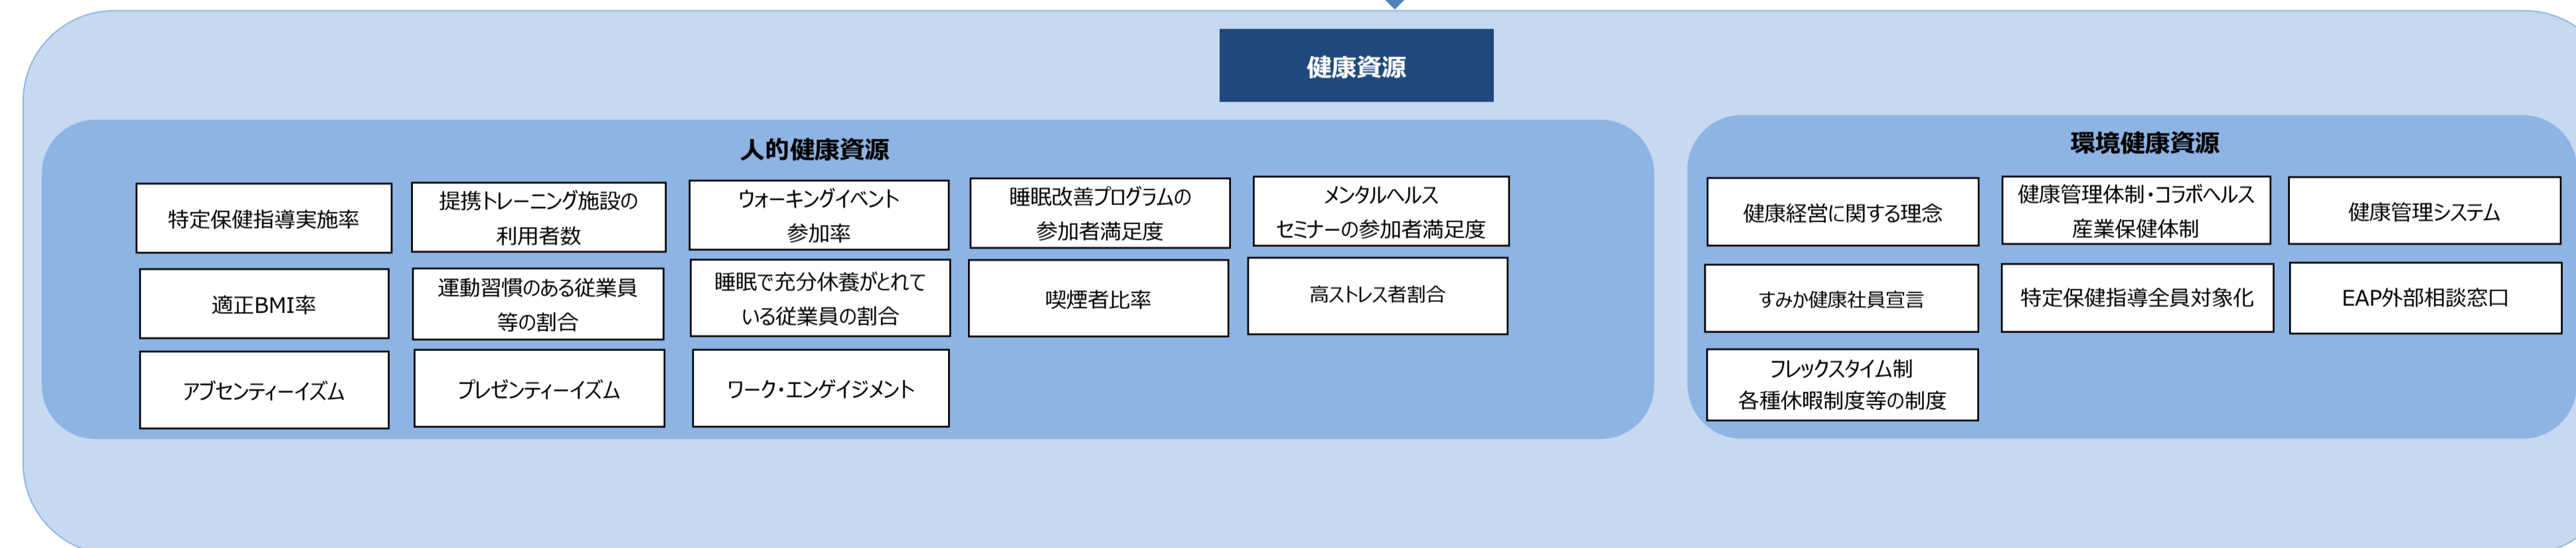 健康資源
人的健康資源
特定保健指導実施率
提携トレーニング施設の
利用者数
ウォーキングイベント
参加率
睡眠改善プログラムの
参加者満足度
メンタルヘルス
セミナーの参加者満足度
適正BMI率
運動習慣のある従業員
等の割合
睡眠で充分休養がとれて
いる従業員の割合
喫煙者比率
高ストレス者割合
アブセンティーイズム
プレゼンティーイズム
ワーク・エンゲイジメント
環境健康資源
健康経営に関する理念
健康管理体制・コラボヘルス
産業保健体制
健康管理システム
すみか健康社員宣言
特定保健指導全員対象化
EAP外部相談窓口
フレックスタイム制
各種休暇制度等の制度